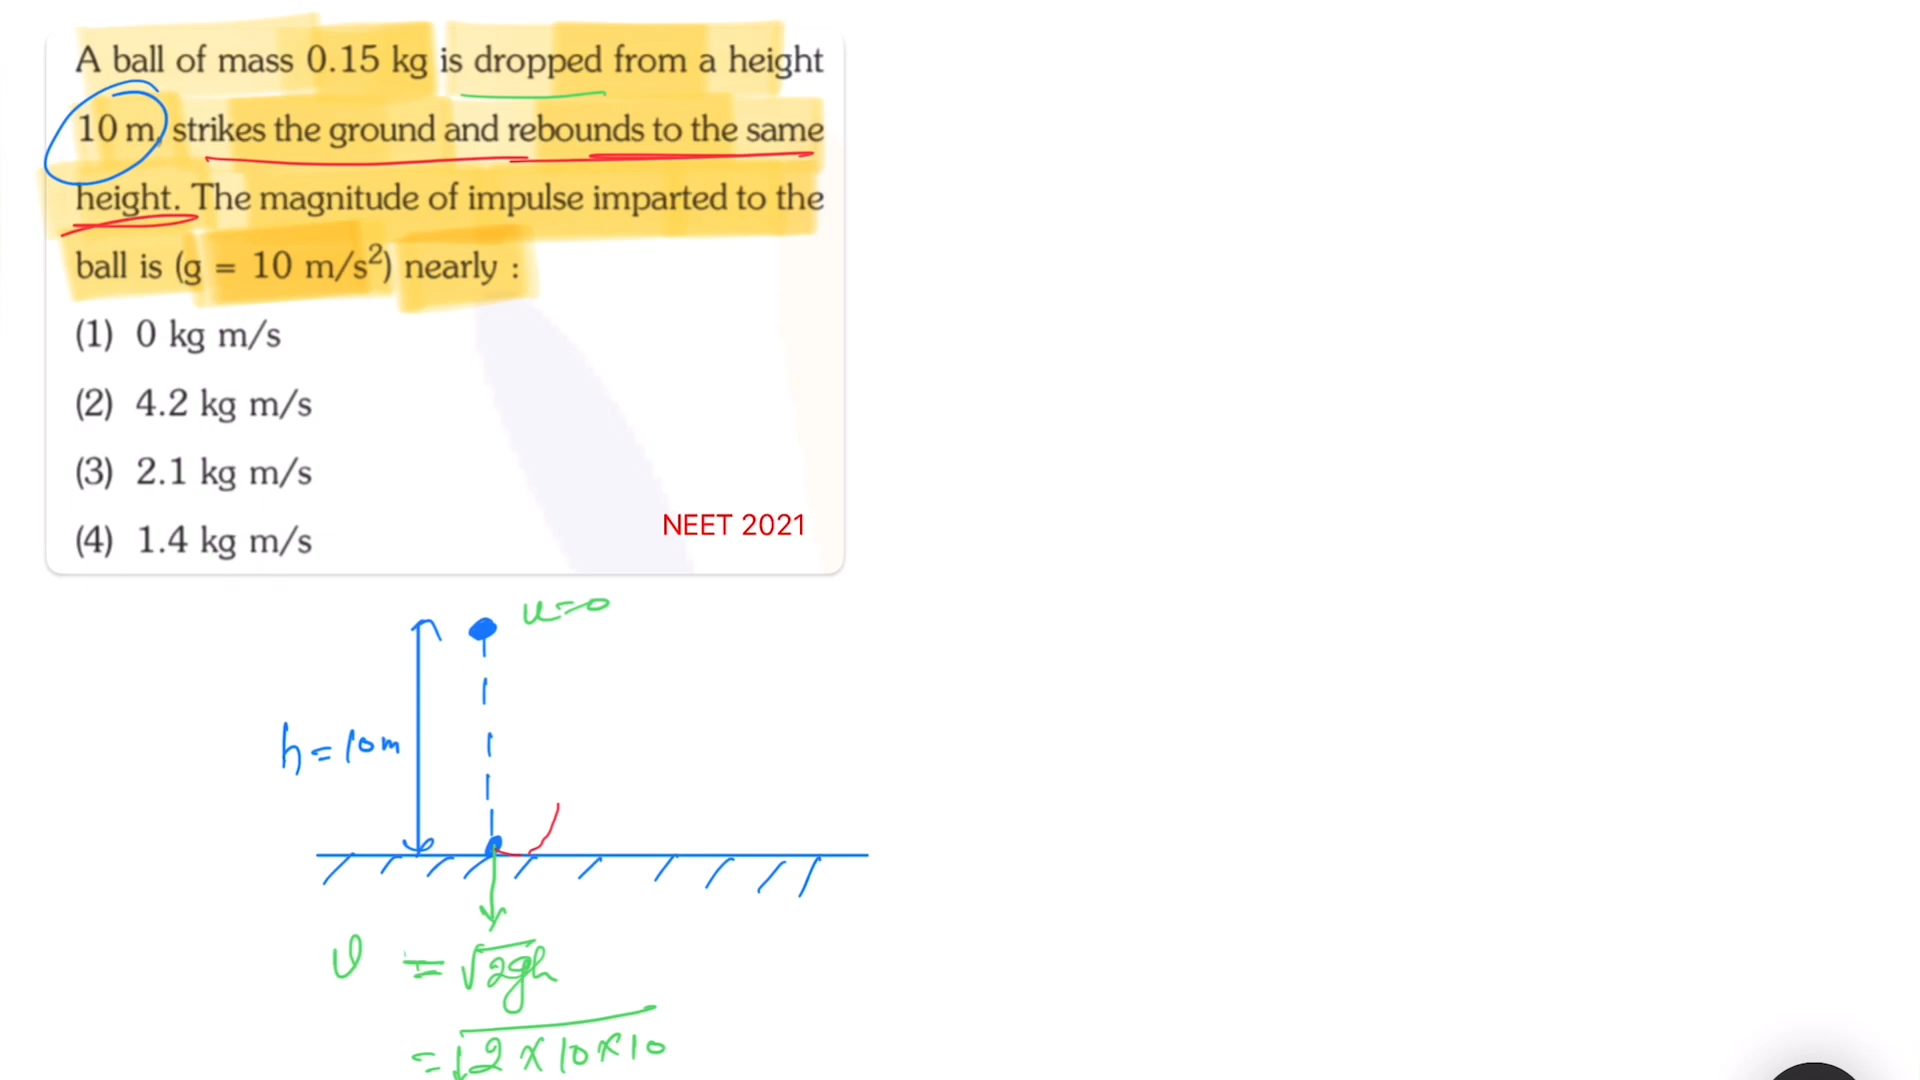 A ball of mass 0.15 kg is dropped from a height
10 m, strikes the ground and rebounds to the same
height. The magnitude of impulse imparted to the
ball is (g = 10 m/s²) nearly :
(1) 0 kg m/s
(2) 4.2 kg m/s
(3) 2.1 kg m/s
(4) 1.4 kg m/s
NEET 2021
u=0
h=10m
v = √2gh
= √2×10×10